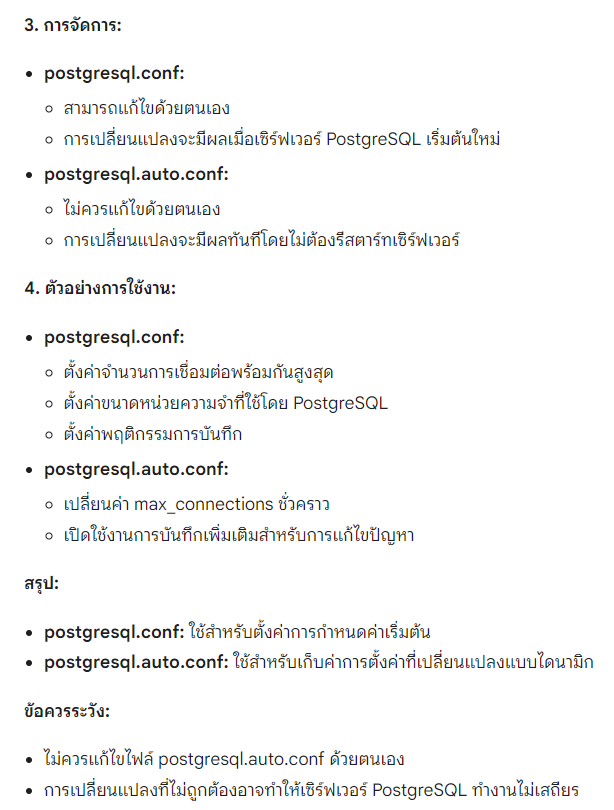 3. การจัดการ:
• postgresql.conf:
○ สามารถแก้ไขด้วยตนเอง
○ การเปลี่ยนแปลงจะมีผลเมื่อเซิร์ฟเวอร์ PostgreSQL เริ่มต้นใหม่
• postgresql.auto.conf:
○ ไม่ควรแก้ไขด้วยตนเอง
○ การเปลี่ยนแปลงจะมีผลทันทีโดยไม่ต้องรีสตาร์ทเซิร์ฟเวอร์
4. ตัวอย่างการใช้งาน:
• postgresql.conf:
○ ตั้งค่าจำนวนการเชื่อมต่อพร้อมกันสูงสุด
○ ตั้งค่าขนาดหน่วยความจำที่ใช้โดย PostgreSQL
○ ตั้งค่าพฤติกรรมการบันทึก
• postgresql.auto.conf:
○ เปลี่ยนค่า max_connections ชั่วคราว
○ เปิดใช้งานการบันทึกเพิ่มเติมสำหรับการแก้ไขปัญหา
สรุป:
• postgresql.conf: ใช้สำหรับตั้งค่าการกำหนดค่าเริ่มต้น
• postgresql.auto.conf: ใช้สำหรับเก็บค่าการตั้งค่าที่เปลี่ยนแปลงแบบไดนามิก
ข้อควรระวัง:
• ไม่ควรแก้ไขไฟล์ postgresql.auto.conf ด้วยตนเอง
• การเปลี่ยนแปลงที่ไม่ถูกต้องอาจทำให้เซิร์ฟเวอร์ PostgreSQL ทำงานไม่เสถียร